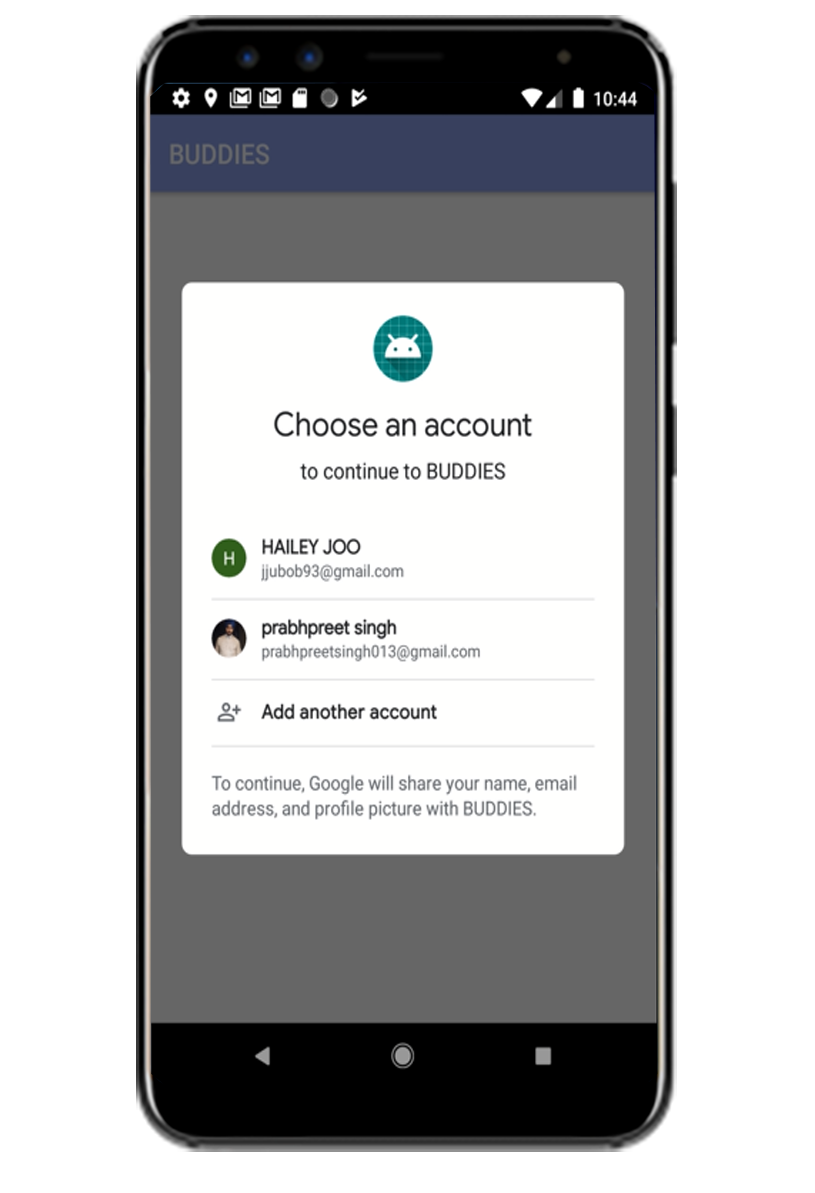 10:44
BUDDIES
Choose an account
to continue to BUDDIES
H
HAILEY JOO
jjubob93@gmail.com
prabhpreet singh
prabhpreetsingh013@gmail.com
Add another account
To continue, Google will share your name, email
address, and profile picture with BUDDIES.